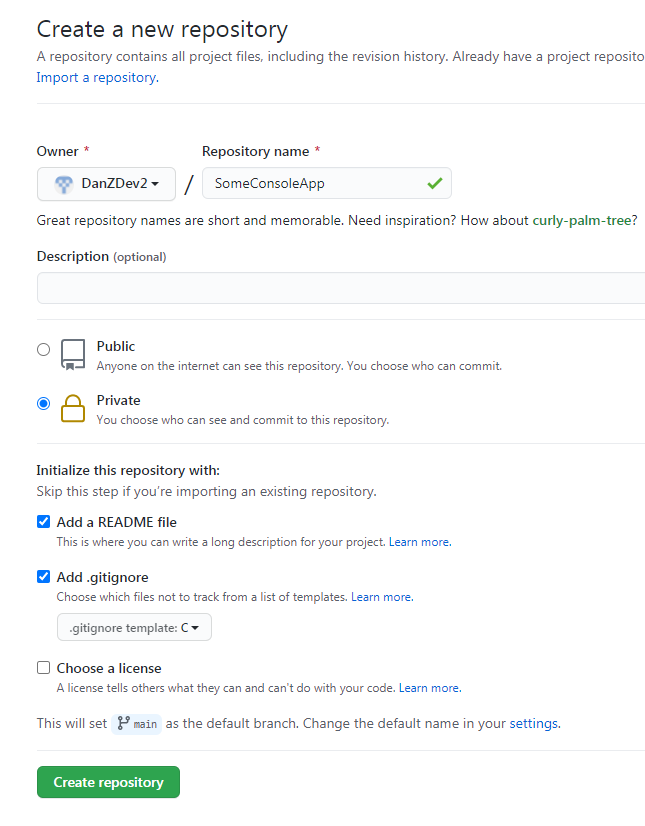 Create a new repository
A repository contains all project files, including the revision history. Already have a project reposito
Import a repository.
Owner * Repository name *
DanZDev2 / SomeConsoleApp
Great repository names are short and memorable. Need inspiration? How about curly-palm-tree?
Description (optional)
Public
Anyone on the internet can see this repository. You choose who can commit.
Private
You choose who can see and commit to this repository.
Initialize this repository with:
Skip this step if you're importing an existing repository.
Add a README file
This is where you can write a long description for your project. Learn more.
Add .gitignore
Choose which files not to track from a list of templates. Learn more.
.gitignore template: C
Choose a license
A license tells others what they can and can't do with your code. Learn more.
This will set main as the default branch. Change the default name in your settings.
Create repository